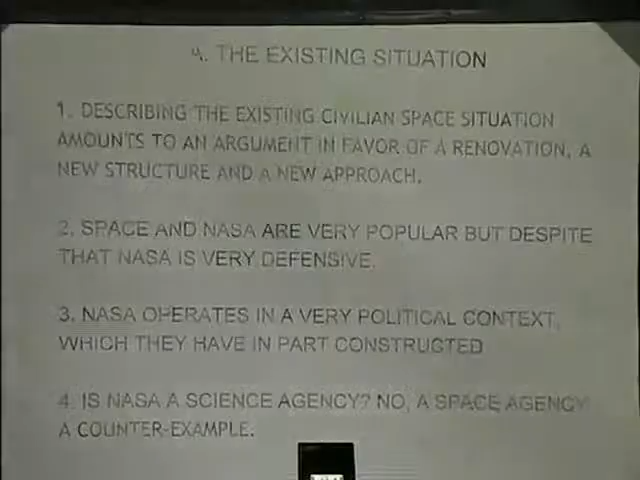 4. THE EXISTING SITUATION
1. DESCRIBING THE EXISTING CIVILIAN SPACE SITUATION
AMOUNTS TO AN ARGUMENT IN FAVOR OF A RENOVATION, A
NEW STRUCTURE AND A NEW APPROACH.
2. SPACE AND NASA ARE VERY POPULAR BUT DESPITE
THAT NASA IS VERY DEFENSIVE.
3. NASA OPERATES IN A VERY POLITICAL CONTEXT,
WHICH THEY HAVE IN PART CONSTRUCTED
4. IS NASA A SCIENCE AGENCY? NO, A SPACE AGENCY
A COUNTER-EXAMPLE.